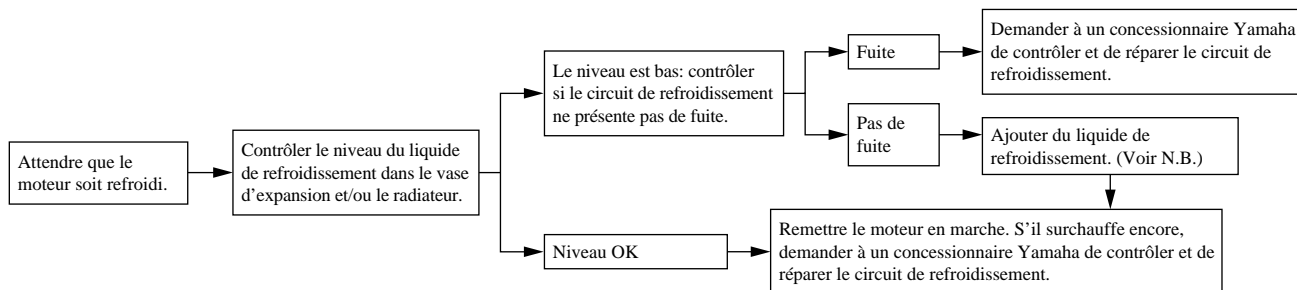 Attendre que le
moteur soit refroidi.
Contrôler le niveau du liquide
de refroidissement dans le vase
d’expansion et/ou le radiateur.
Le niveau est bas: contrôler
si le circuit de refroidissement
ne présente pas de fuite.
Fuite
Demander à un concessionnaire Yamaha
de contrôler et de réparer le circuit de
refroidissement.
Pas de
fuite
Ajouter du liquide de
refroidissement. (Voir N.B.)
Niveau OK
Remettre le moteur en marche. S’il surchauffe encore,
demander à un concessionnaire Yamaha de contrôler et de
réparer le circuit de refroidissement.